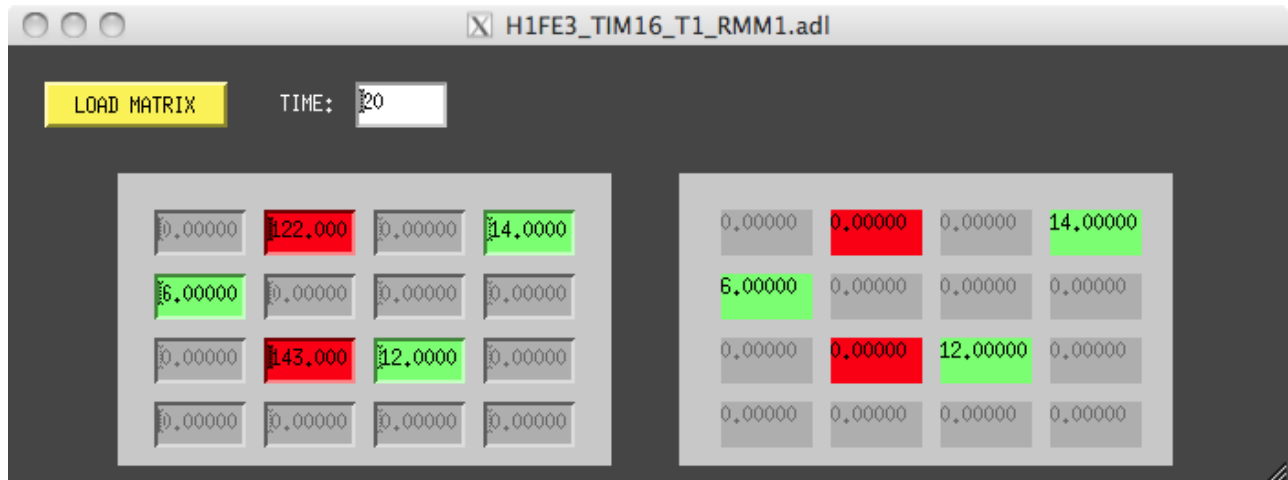 H1FE3_TIM16_T1_RMM1.adl
LOAD MATRIX TIME: 20
0.00000 122.000 0.00000 14.0000 0.00000 0.00000 0.00000 14.00000
6.00000 0.00000 0.00000 0.00000 6.00000 0.00000 0.00000 0.00000
0.00000 143.000 12.0000 0.00000 0.00000 0.00000 12.00000 0.00000
0.00000 0.00000 0.00000 0.00000 0.00000 0.00000 0.00000 0.00000